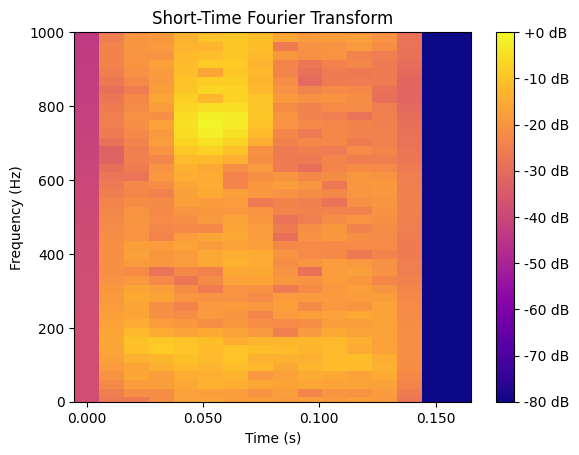 Short-Time Fourier Transform
1000
800
600
400
200
0
Frequency (Hz)
0.000
0.050
0.100
0.150
Time (s)
+0 dB
-10 dB
-20 dB
-30 dB
-40 dB
-50 dB
-60 dB
-70 dB
-80 dB